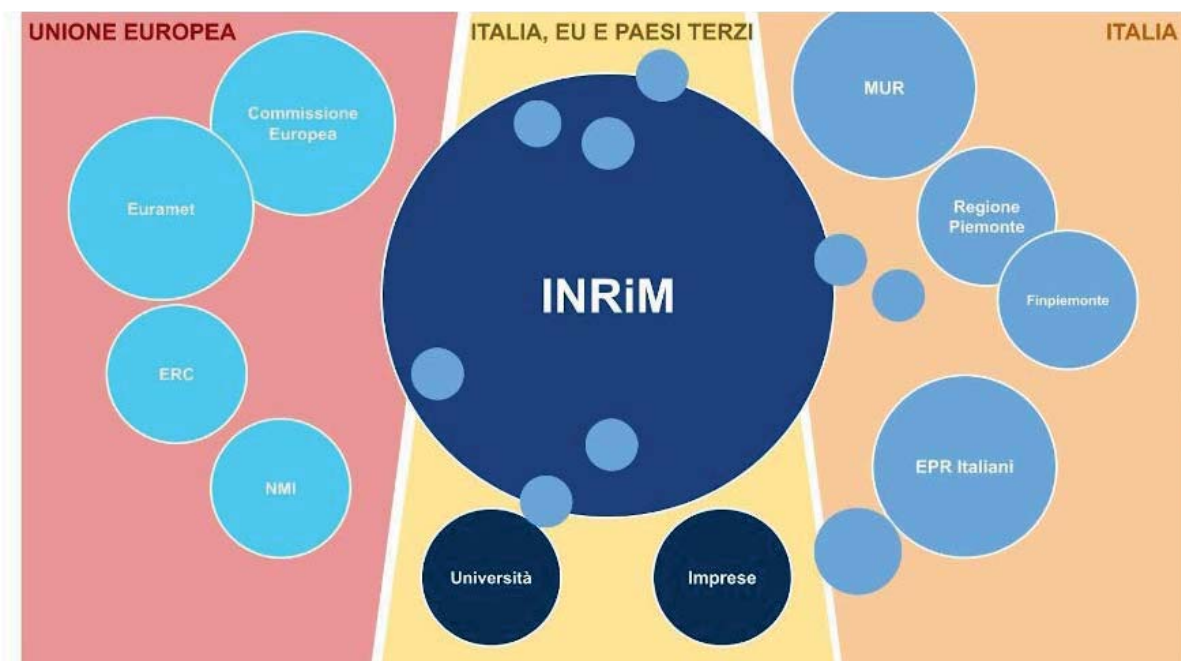 UNIONE EUROPEA
ITALIA, EU E PAESI TERZI
ITALIA
Commissione
Europea
Euramet
ERC
NMI
INRiM
Università
Imprese
MUR
Regione
Piemonte
Finpiemonte
EPR Italiani